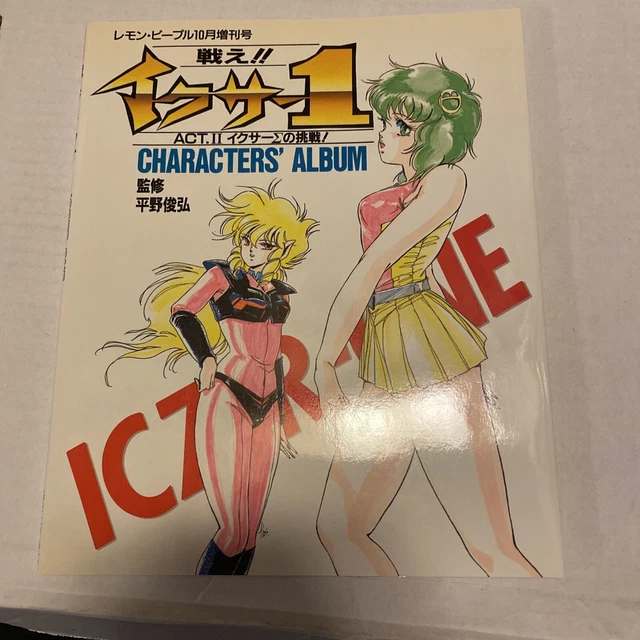 レモン・ピープル10月増刊号
戦え!!
イクサー1
ACT.II イクサーΣの挑戦!
CHARACTERS' ALBUM
監修
平野俊弘